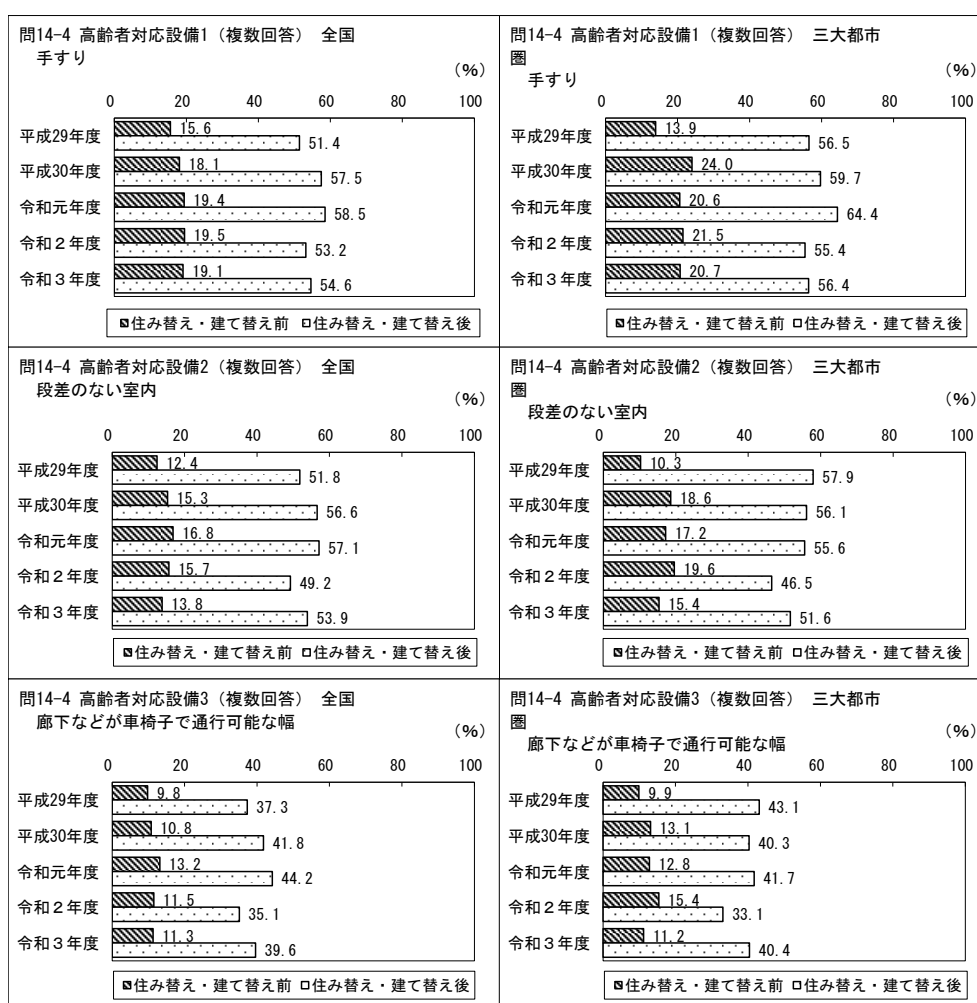 問14-4 高齢者対応設備1（複数回答）　全国
手すり
（%）
0 20 40 60 80 100
平成29年度 15.6 51.4
平成30年度 18.1 57.5
令和元年度 19.4 58.5
令和２年度 19.5 53.2
令和３年度 19.1 54.6
住み替え・建て替え前 住み替え・建て替え後
問14-4 高齢者対応設備1（複数回答）　三大都市
圏
手すり
（%）
0 20 40 60 80 100
平成29年度 13.9 56.5
平成30年度 24.0 59.7
令和元年度 20.6 64.4
令和２年度 21.5 55.4
令和３年度 20.7 56.4
住み替え・建て替え前 住み替え・建て替え後
問14-4 高齢者対応設備2（複数回答）　全国
段差のない室内
（%）
0 20 40 60 80 100
平成29年度 12.4 51.8
平成30年度 15.3 56.6
令和元年度 16.8 57.1
令和２年度 15.7 49.2
令和３年度 13.8 53.9
住み替え・建て替え前 住み替え・建て替え後
問14-4 高齢者対応設備2（複数回答）　三大都市
圏
段差のない室内
（%）
0 20 40 60 80 100
平成29年度 10.3 57.9
平成30年度 18.6 56.1
令和元年度 17.2 55.6
令和２年度 19.6 46.5
令和３年度 15.4 51.6
住み替え・建て替え前 住み替え・建て替え後
問14-4 高齢者対応設備3（複数回答）　全国
廊下などが車椅子で通行可能な幅
（%）
0 20 40 60 80 100
平成29年度 9.8 37.3
平成30年度 10.8 41.8
令和元年度 13.2 44.2
令和２年度 11.5 35.1
令和３年度 11.3 39.6
住み替え・建て替え前 住み替え・建て替え後
問14-4 高齢者対応設備3（複数回答）　三大都市
圏
廊下などが車椅子で通行可能な幅
（%）
0 20 40 60 80 100
平成29年度 9.9 43.1
平成30年度 13.1 40.3
令和元年度 12.8 41.7
令和２年度 15.4 33.1
令和３年度 11.2 40.4
住み替え・建て替え前 住み替え・建て替え後